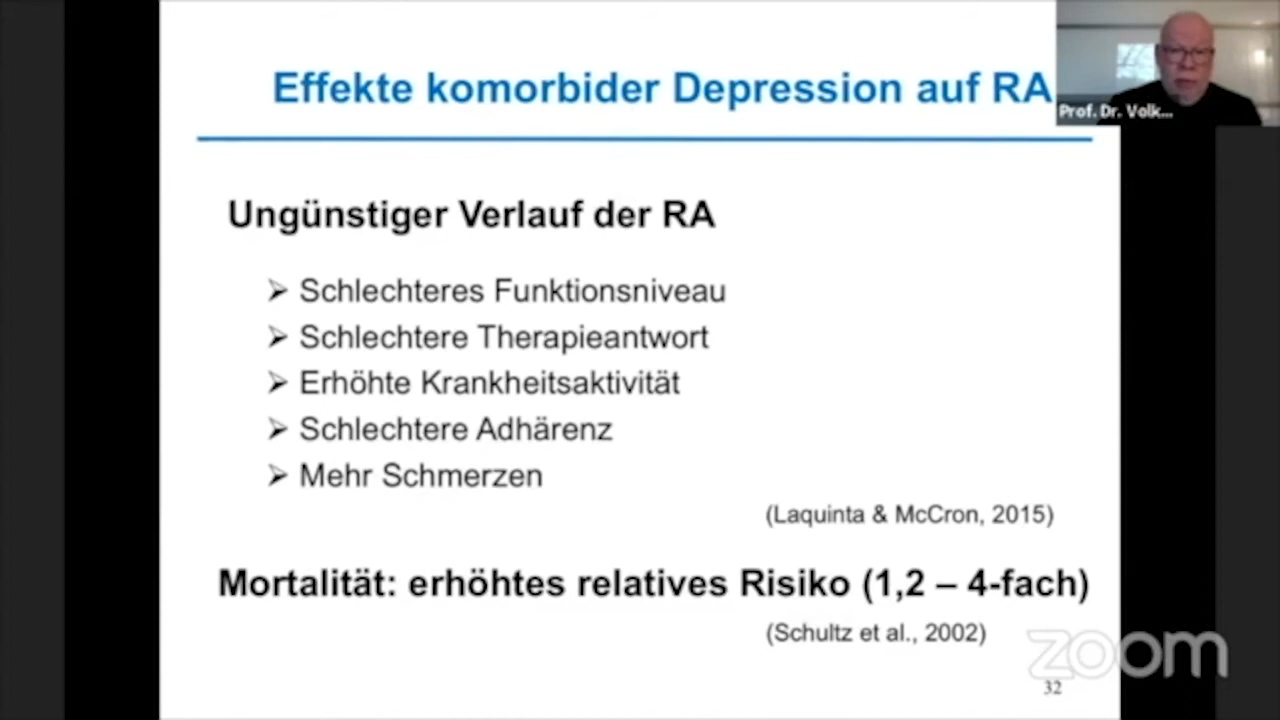 Effekte komorbider Depression auf RA
Prof. Dr. Volk...
Ungünstiger Verlauf der RA
➢ Schlechteres Funktionsniveau
➢ Schlechtere Therapieantwort
➢ Erhöhte Krankheitsaktivität
➢ Schlechtere Adhärenz
➢ Mehr Schmerzen
(Laquinta & McCron, 2015)
Mortalität: erhöhtes relatives Risiko (1,2 – 4-fach)
(Schultz et al., 2002)
zoom
32